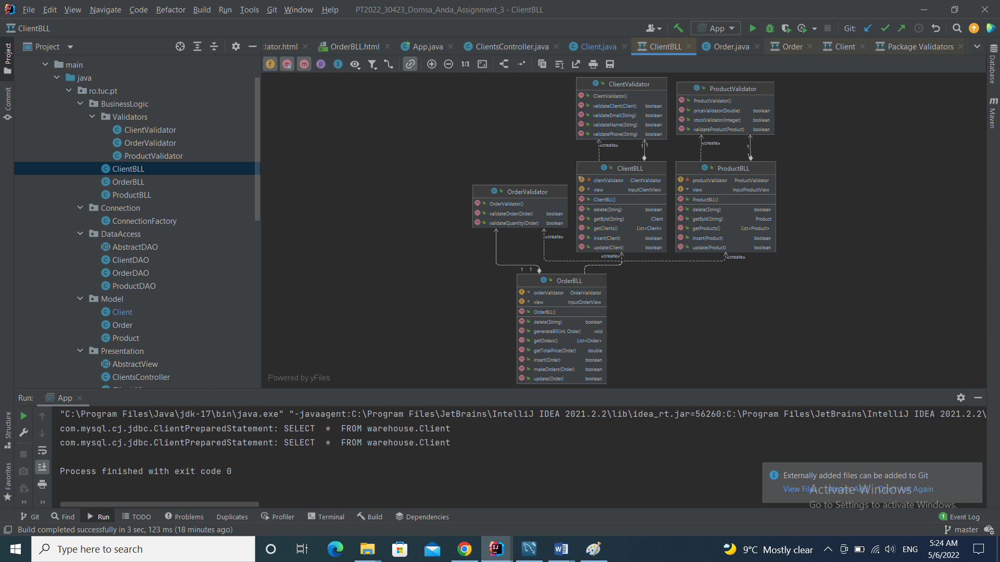 File Edit View Navigate Code Refactor Build Run Tools Git Window Help PT2022_30423_Domsa_Anda_Assignment_3 - ClientBLL
ClientBLL
App
Git:
Project
dator.html OrderBLL.html App.java ClientsController.java Client.java ClientBLL Order.java Order Client Package Validators
1:1
Project
Commit
Structure
Favorites
Database
Maven
main
java
ro.tuc.pt
BusinessLogic
Validators
ClientValidator
OrderValidator
ProductValidator
ClientBLL
OrderBLL
ProductBLL
Connection
ConnectionFactory
DataAccess
AbstractDAO
ClientDAO
OrderDAO
ProductDAO
Model
Client
Order
Product
Presentation
AbstractView
ClientsController
ClientValidator
ClientValidator()
validateClient(Client) boolean
validateEmail(String) boolean
validateName(String) boolean
validatePhone(String) boolean
ProductValidator
ProductValidator()
priceValidator(Double) boolean
stockValidator(Integer) boolean
validateProduct(Product) boolean
«create»
1
1
«create»
1
1
ClientBLL
clientValidator ClientValidator
view InputClientView
ClientBLL()
delete(String) boolean
getById(String) Client
getClients() List<Client>
insert(Client) boolean
update(Client) boolean
ProductBLL
productValidator ProductValidator
view InputProductView
ProductBLL()
delete(String) boolean
getById(String) Product
getProducts() List<Product>
insert(Product) boolean
update(Product) boolean
OrderValidator
OrderValidator()
validateOrder(Order) boolean
validateQuantity(Order) boolean
«create»
«create»
«create»
1 1
OrderBLL
orderValidator OrderValidator
view InputOrderView
OrderBLL()
delete(String) boolean
generateBill(int, Order) void
getOrders() List<Order>
getTotalPrice(Order) double
insert(Order) boolean
makeOrders(Order) boolean
update(Order) boolean
Powered by yFiles
Run: App
"C:\Program Files\Java\jdk-17\bin\java.exe" "-javaagent:C:\Program Files\JetBrains\IntelliJ IDEA 2021.2.2\lib\idea_rt.jar=56260:C:\Program Files\JetBrains\IntelliJ IDEA 2021.2.2\
com.mysql.cj.jdbc.ClientPreparedStatement: SELECT * FROM warehouse.Client
com.mysql.cj.jdbc.ClientPreparedStatement: SELECT * FROM warehouse.Client
Process finished with exit code 0
Externally added files can be added to Git
View Files Always Add Don't Ask Again
Activate Windows
Go to Settings to activate Windows.
Git Find Run TODO Problems Duplicates Profiler Terminal Build Dependencies 1 Event Log
Build completed successfully in 3 sec, 123 ms (18 minutes ago) master
Type here to search
9°C Mostly clear ENG
5:24 AM
5/6/2022